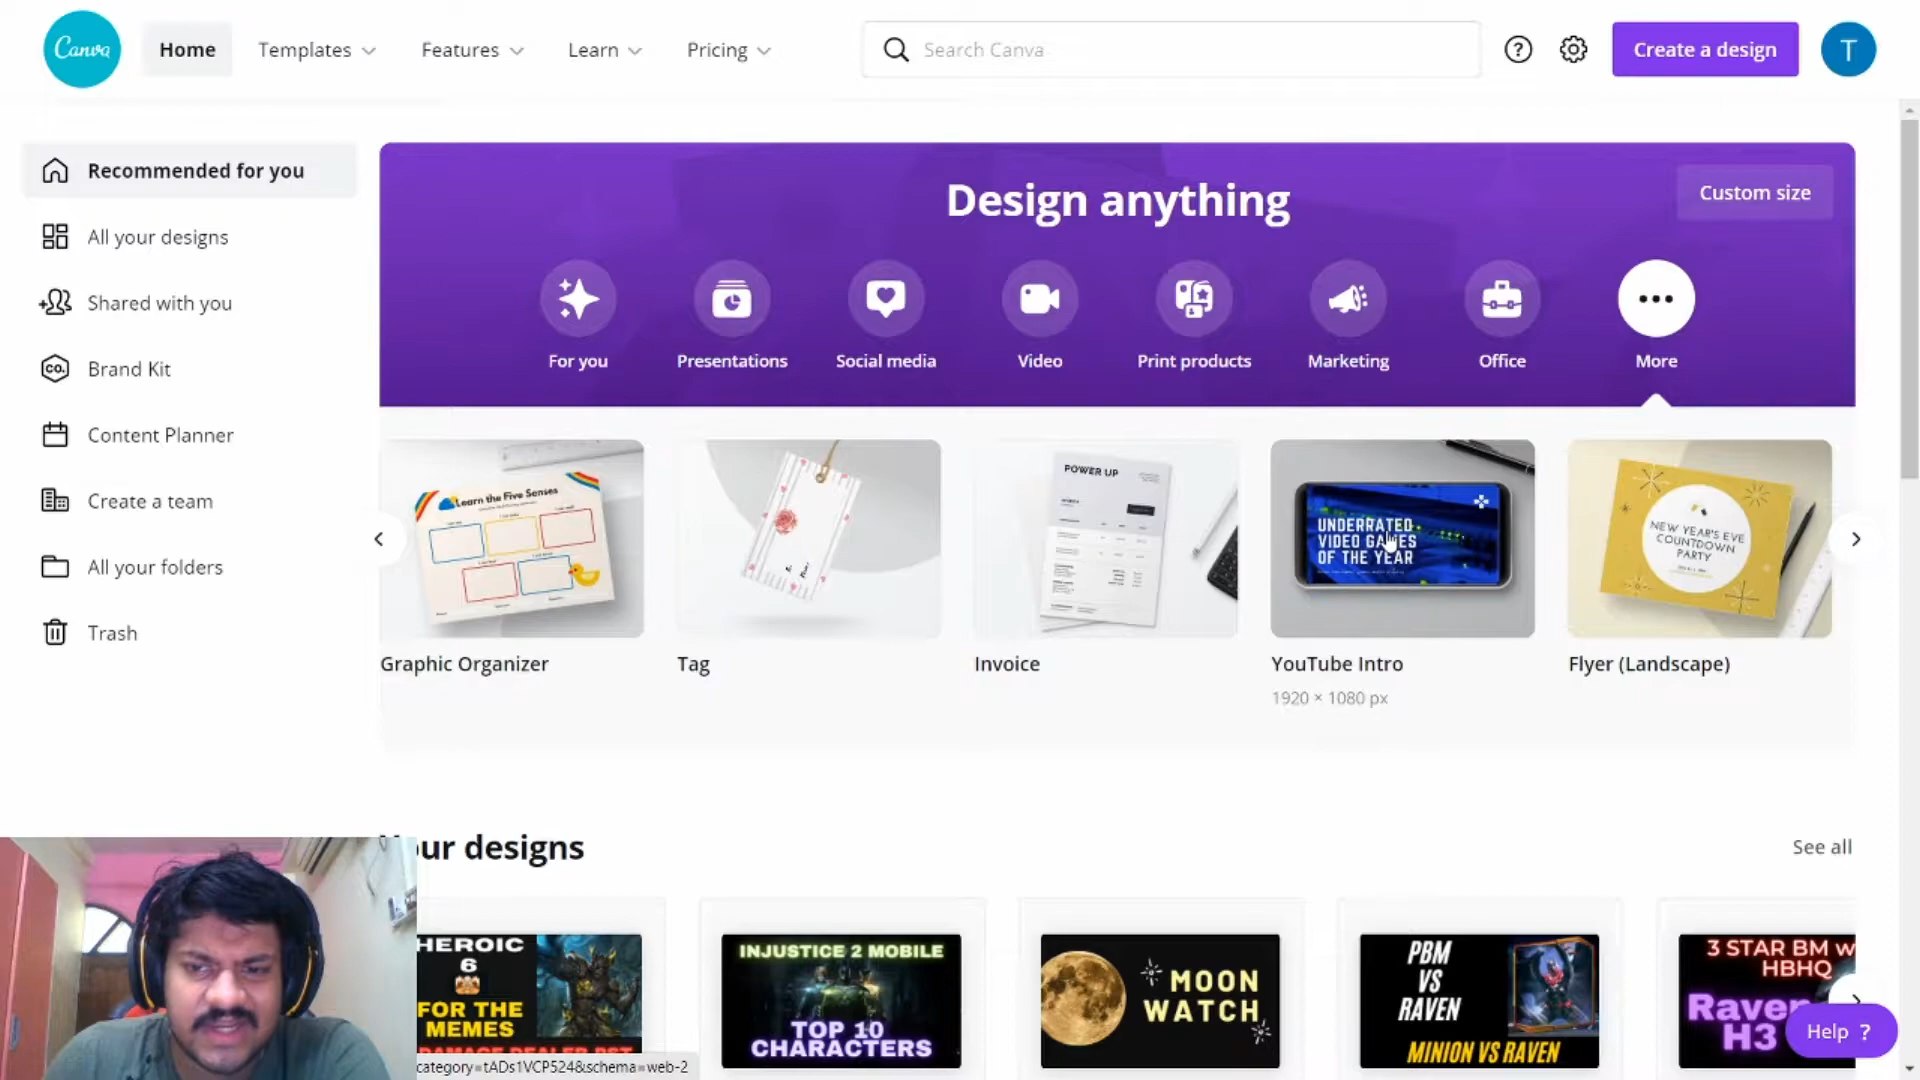 Canva
Home
Templates
Features
Learn
Pricing
Search Canva
Create a design
T
Recommended for you
All your designs
Shared with you
Brand Kit
Content Planner
Create a team
All your folders
Trash
Design anything
Custom size
For you
Presentations
Social media
Video
Print products
Marketing
Office
More
Learn the Five Senses
POWER UP
UNDERRATED
VIDEO GAMES
OF THE YEAR
NEW YEAR'S EVE
COUNTDOWN
PARTY
Graphic Organizer
Tag
Invoice
YouTube Intro
1920 × 1080 px
Flyer (Landscape)
our designs
See all
HEROIC
6
FOR THE
MEMES
INJUSTICE 2 MOBILE
TOP 10
CHARACTERS
MOON
WATCH
PBM
VS
RAVEN
MINION VS RAVEN
3 STAR BM w
HBHQ
Raven
H3
Help ?
category=tADs1VCP524&schema=web-2